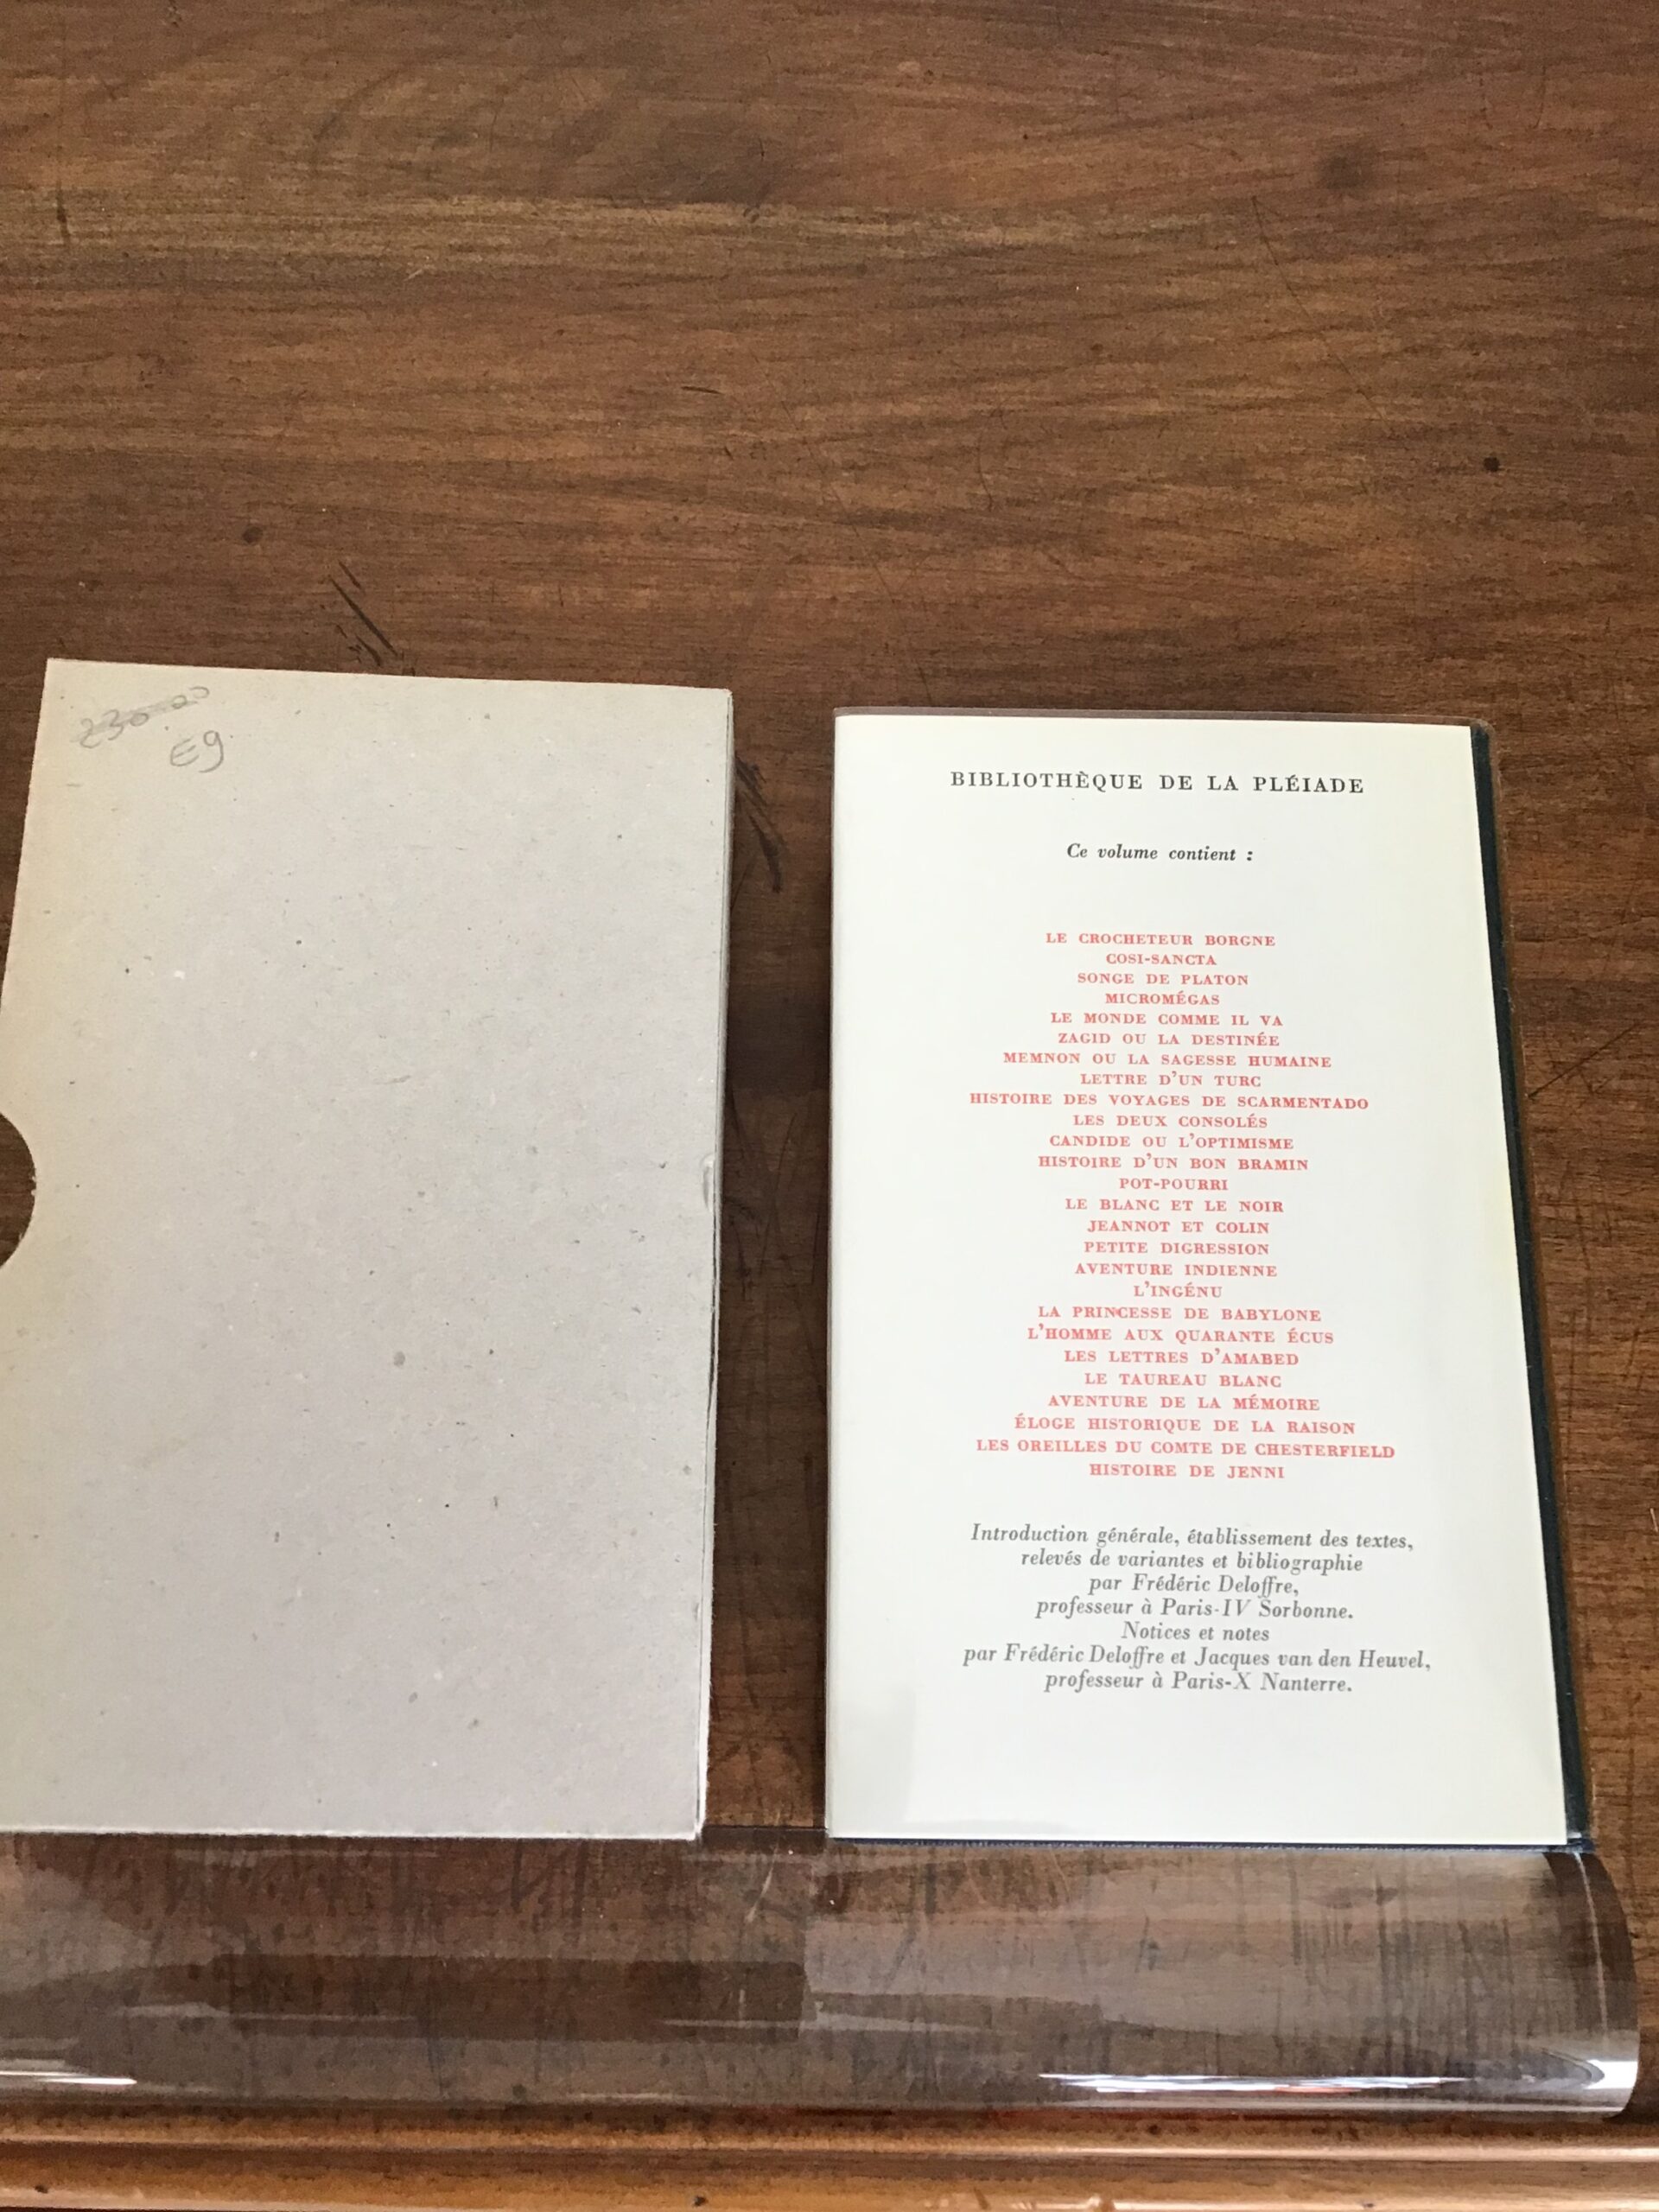 230.00
E9
BIBLIOTHÈQUE DE LA PLÉIADE
Ce volume contient :
LE CROCHETEUR BORGNE
COSI-SANCTA
SONGE DE PLATON
MICROMÉGAS
LE MONDE COMME IL VA
ZAGID OU LA DESTINÉE
MEMNON OU LA SAGESSE HUMAINE
LETTRE D'UN TURC
HISTOIRE DES VOYAGES DE SCARMENTADO
LES DEUX CONSOLÉS
CANDIDE OU L'OPTIMISME
HISTOIRE D'UN BON BRAMIN
POT-POURRI
LE BLANC ET LE NOIR
JEANNOT ET COLIN
PETITE DIGRESSION
AVENTURE INDIENNE
L'INGÉNU
LA PRINCESSE DE BABYLONE
L'HOMME AUX QUARANTE ÉCUS
LES LETTRES D'AMABED
LE TAUREAU BLANC
AVENTURE DE LA MÉMOIRE
ÉLOGE HISTORIQUE DE LA RAISON
LES OREILLES DU COMTE DE CHESTERFIELD
HISTOIRE DE JENNI
Introduction générale, établissement des textes,
relevés de variantes et bibliographie
par Frédéric Deloffre,
professeur à Paris-IV Sorbonne.
Notices et notes
par Frédéric Deloffre et Jacques van den Heuvel,
professeur à Paris-X Nanterre.